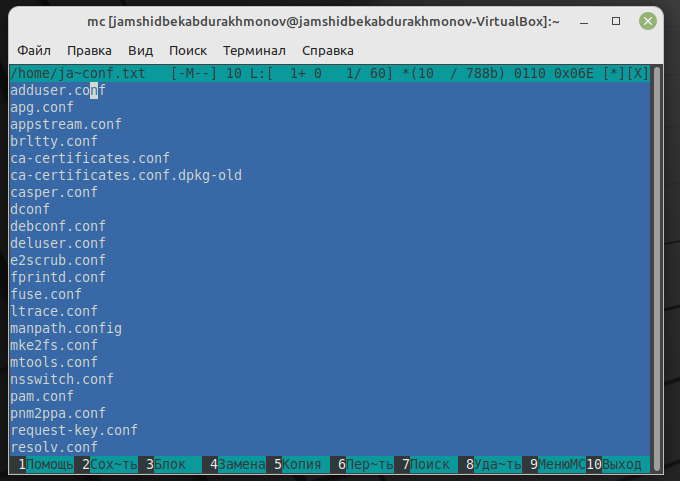 mc [jamshidbekabdurakhmonov@jamshidbekabdurakhmonov-VirtualBox]:~
Файл Правка Вид Поиск Терминал Справка
/home/ja~conf.txt [-M--] 10 L:[ 1+ 0 1/ 60] *(10 / 788b) 0110 0x06E [*][X]
adduser.conf
apg.conf
appstream.conf
brltty.conf
ca-certificates.conf
ca-certificates.conf.dpkg-old
casper.conf
dconf
debconf.conf
deluser.conf
e2scrub.conf
fprintd.conf
fuse.conf
ltrace.conf
manpath.config
mke2fs.conf
mtools.conf
nsswitch.conf
pam.conf
pnm2ppa.conf
request-key.conf
resolv.conf
1Помощь 2Сох~ть 3Блок 4Замена 5Копия 6Пер~ть 7Поиск 8Уда~ть 9МенюMC 10Выход